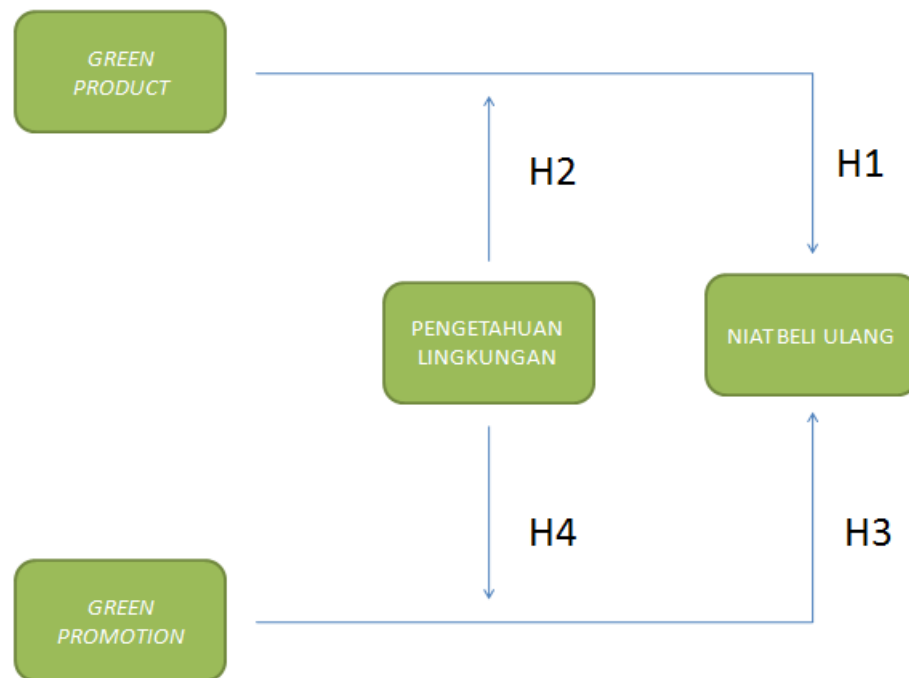 GREEN
PRODUCT
H2
H1
PENGETAHUAN
LINGKUNGAN
NIAT BELI ULANG
H4
H3
GREEN
PROMOTION